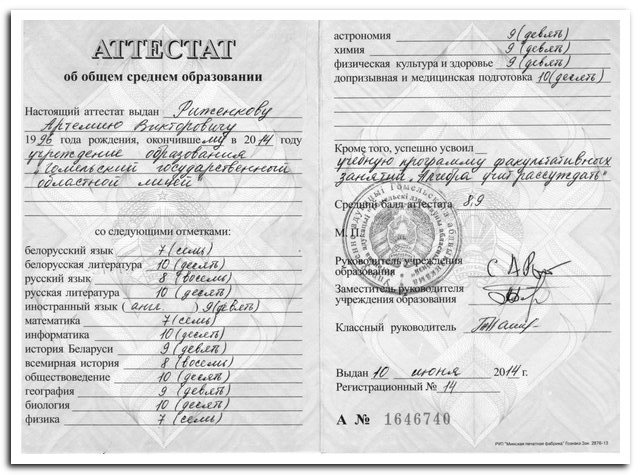 АТТЕСТАТ
об общем среднем образовании
Настоящий аттестат выдан Риженкову
Артемию Викторовичу
1996 года рождения, окончившему в 2014 году
учреждение образования
"Гомельский государственный
областной лицей"
со следующими отметками:
белорусский язык 7 (семь)
белорусская литература 10 (десять)
русский язык 8 (восемь)
русская литература 10 (десять)
иностранный язык (англ. ) 9 (девять)
математика 7 (семь)
информатика 10 (десять)
история Беларуси 9 (девять)
всемирная история 8 (восемь)
обществоведение 10 (десять)
география 9 (девять)
биология 10 (десять)
физика 7 (семь)
астрономия 9 (девять)
химия 9 (девять)
физическая культура и здоровье 9 (девять)
допризывная и медицинская подготовка 10 (десять)
Кроме того, успешно усвоил
учебную программу факультативных
занятий учит рассуждать"
Средний балл аттестата 8,9
М. П.
Руководитель учреждения
образования
Заместитель руководителя
учреждения образования
Классный руководитель
Выдан 10 июня 2014 г.
Регистрационный № 14
А № 1646740
РУП "Минская печатная фабрика" Гознака Зак. 2876-13